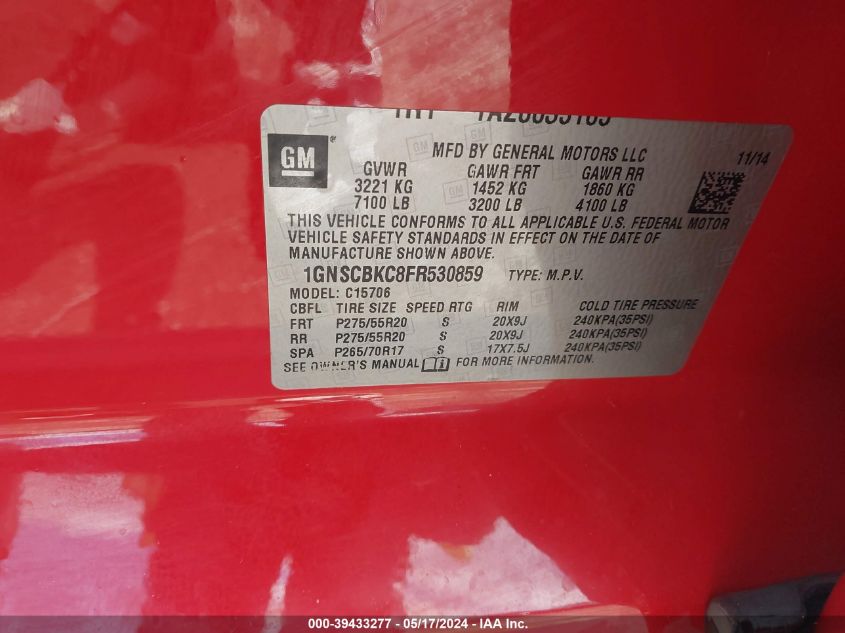 MFD BY GENERAL MOTORS LLC 11/14
GM
GVWR GAWR FRT GAWR RR
3221 KG 1452 KG 1860 KG
7100 LB 3200 LB 4100 LB
THIS VEHICLE CONFORMS TO ALL APPLICABLE U.S. FEDERAL MOTOR
VEHICLE SAFETY STANDARDS IN EFFECT ON THE DATE OF
MANUFACTURE SHOWN ABOVE.
1GNSCBKC8FR530859 TYPE: M.P.V.
MODEL: C15706
CBFL TIRE SIZE SPEED RTG RIM COLD TIRE PRESSURE
FRT P275/55R20 S 20X9J 240KPA(35PSI)
RR P275/55R20 S 20X9J 240KPA(35PSI)
SPA P265/70R17 S 17X7.5J 240KPA(35PSI)
SEE OWNER'S MANUAL FOR MORE INFORMATION.
000-39433277 - 05/17/2024 - IAA, Inc.